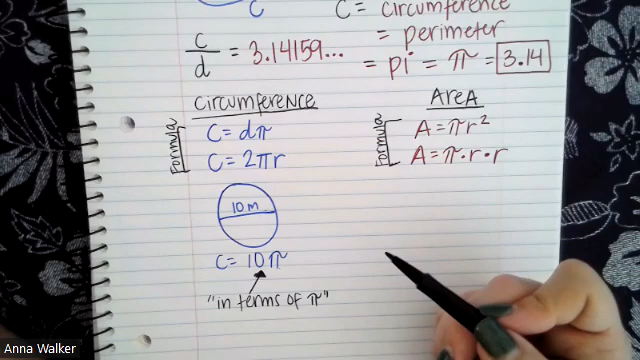 C
C = circumference
= perimeter
c/d = 3.14159...
= pi = π = 3.14
Circumference
Formula
C = dπ
C = 2πr
10 m
C = 10π
"in terms of π"
AreA
Formula
A = πr²
A = π·r·r
Anna Walker